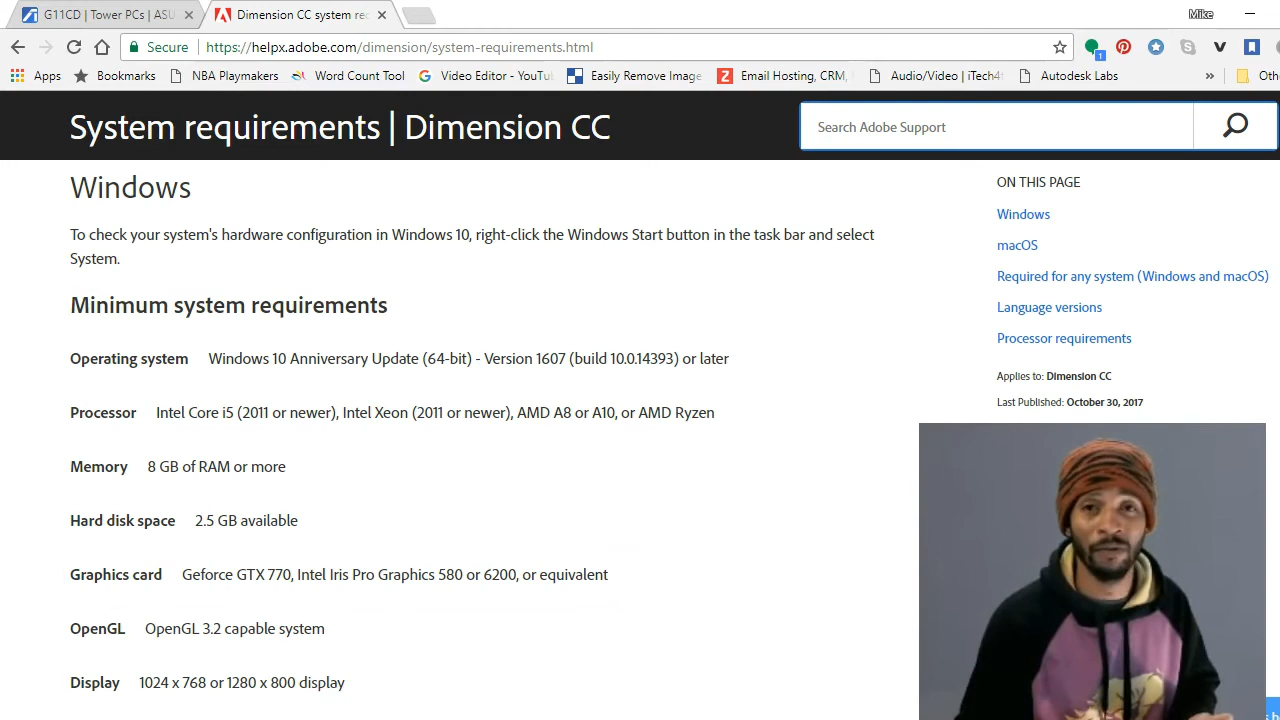 G11CD | Tower PCs | ASU
Dimension CC system req
Mike
Secure https://helpx.adobe.com/dimension/system-requirements.html
1
Apps Bookmarks NBA Playmakers Word Count Tool Video Editor - YouTu Easily Remove Image Email Hosting, CRM, Audio/Video | iTech4 Autodesk Labs » Oth
System requirements | Dimension CC
Search Adobe Support
Windows
To check your system's hardware configuration in Windows 10, right-click the Windows Start button in the task bar and select
System.
Minimum system requirements
Operating system Windows 10 Anniversary Update (64-bit) - Version 1607 (build 10.0.14393) or later
Processor Intel Core i5 (2011 or newer), Intel Xeon (2011 or newer), AMD A8 or A10, or AMD Ryzen
Memory 8 GB of RAM or more
Hard disk space 2.5 GB available
Graphics card Geforce GTX 770, Intel Iris Pro Graphics 580 or 6200, or equivalent
OpenGL OpenGL 3.2 capable system
Display 1024 x 768 or 1280 x 800 display
ON THIS PAGE
Windows
macOS
Required for any system (Windows and macOS)
Language versions
Processor requirements
Applies to: Dimension CC
Last Published: October 30, 2017